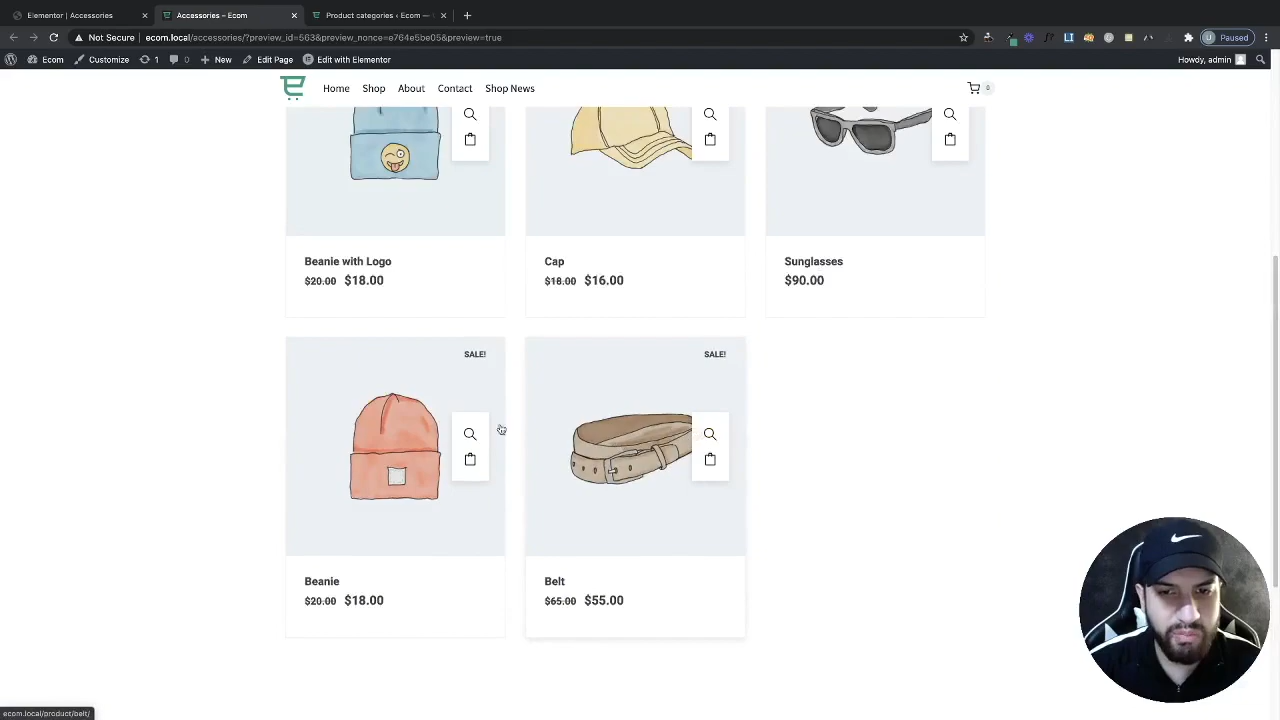 Elementor | Accessories
Accessories – Ecom
Product categories ‹ Ecom —
Not Secure
ecom.local/accessories/?preview_id=563&preview_nonce=e764e5be05&preview=true
Paused
Ecom
Customize
1
0
New
Edit Page
Edit with Elementor
Howdy, admin
Home
Shop
About
Contact
Shop News
0
Beanie with Logo
$20.00 $18.00
Cap
$18.00 $16.00
Sunglasses
$90.00
SALE!
SALE!
Beanie
$20.00 $18.00
Belt
$65.00 $55.00
ecom.local/product/belt/